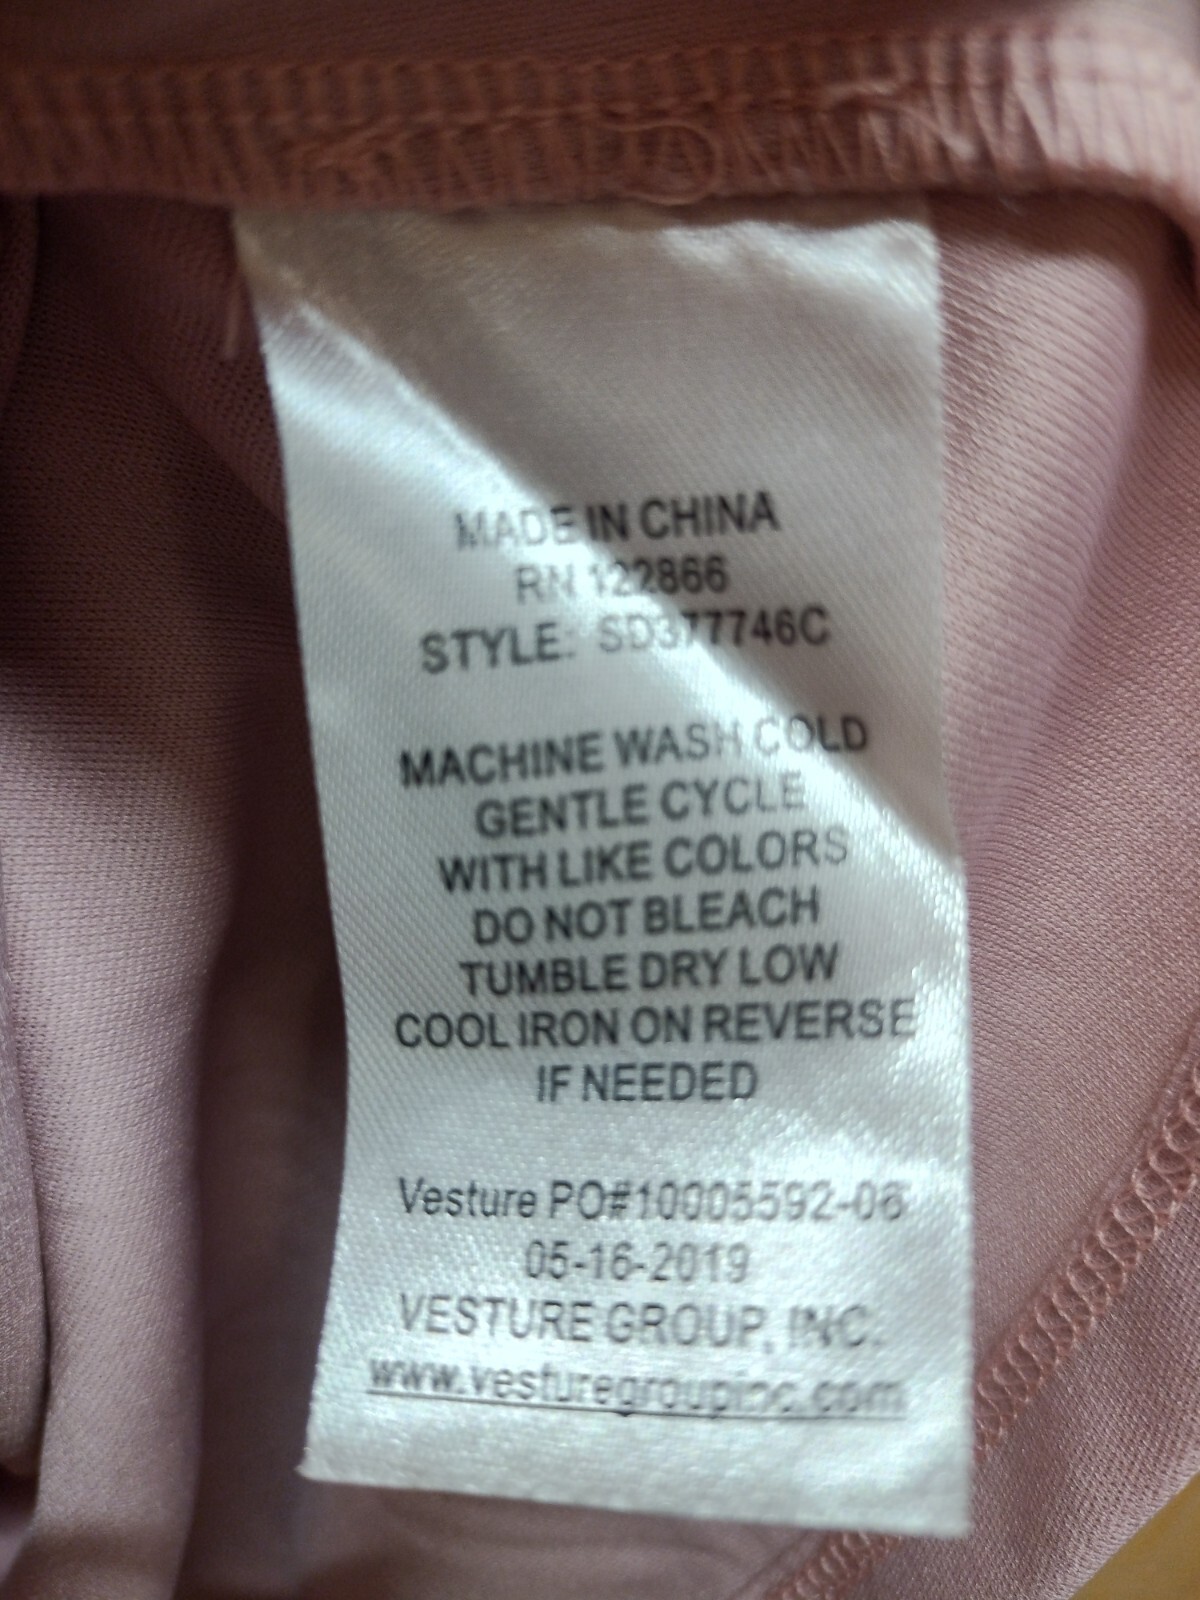 MADE IN CHINA
RN 122866
STYLE: SD377746C
MACHINE WASH COLD
GENTLE CYCLE
WITH LIKE COLORS
DO NOT BLEACH
TUMBLE DRY LOW
COOL IRON ON REVERSE
IF NEEDED
Vesture PO#10005592-06
05-16-2019
VESTURE GROUP, INC.
www.vesturegroupinc.com